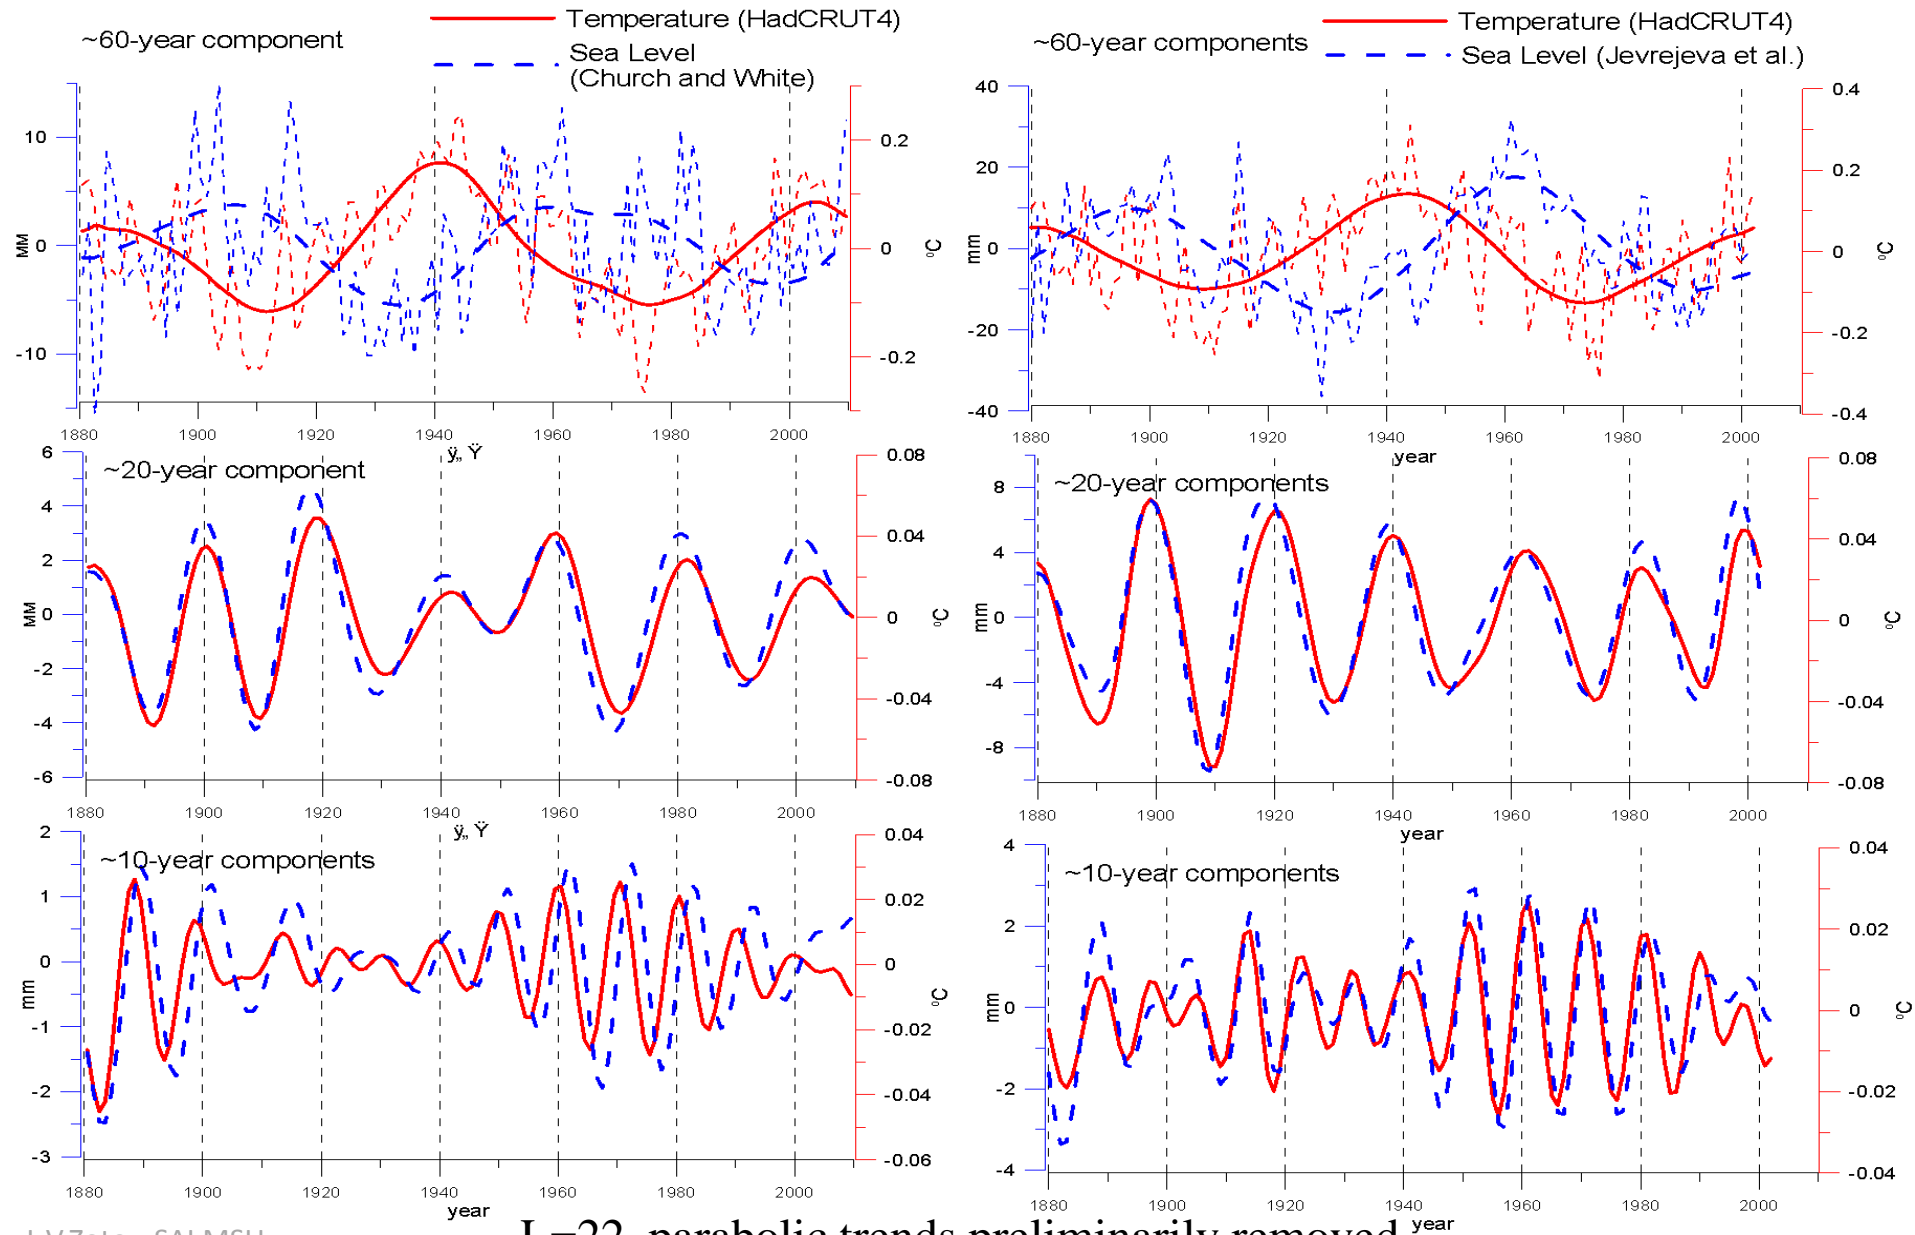 ~60-year component
Temperature (HadCRUT4)
Sea Level
(Church and White)
10
0
-10
мм
0.2
0
-0.2
°C
1880 1900 1920 1940 1960 1980 2000
ÿ„ Ÿ
~60-year components
Temperature (HadCRUT4)
Sea Level (Jevrejeva et al.)
40
20
0
-20
-40
mm
0.4
0.2
0
-0.2
-0.4
°C
1880 1900 1920 1940 1960 1980 2000
year
~20-year component
6
4
2
0
-2
-4
-6
мм
0.08
0.04
0
-0.04
-0.08
°C
1880 1900 1920 1940 1960 1980 2000
ÿ„ Ÿ
~20-year components
8
4
0
-4
-8
mm
0.08
0.04
0
-0.04
-0.08
°C
1880 1900 1920 1940 1960 1980 2000
year
~10-year components
2
1
0
-1
-2
-3
mm
0.04
0.02
0
-0.02
-0.04
-0.06
°C
1880 1900 1920 1940 1960 1980 2000
year
~10-year components
4
2
0
-2
-4
mm
0.04
0.02
0
-0.02
-0.04
°C
1880 1900 1920 1940 1960 1980 2000
year
L=22, parabolic trends preliminarily removed